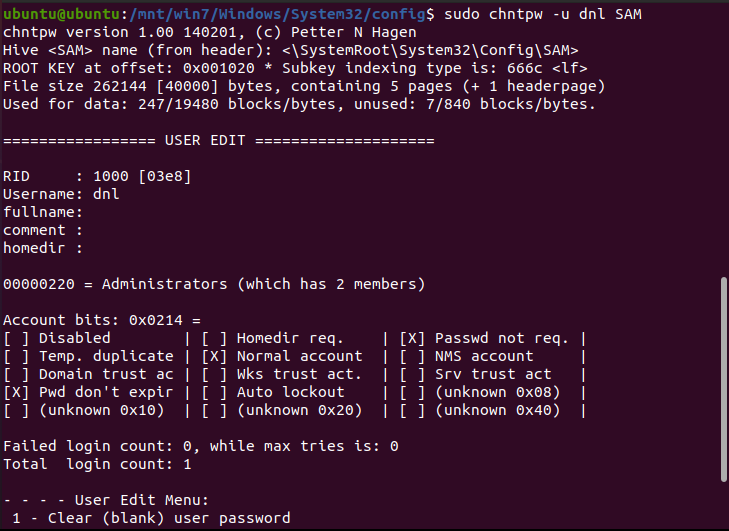 ubuntu@ubuntu:/mnt/win7/Windows/System32/config$ sudo chntpw -u dnl SAM
chntpw version 1.00 140201, (c) Petter N Hagen
Hive <SAM> name (from header): <\SystemRoot\System32\Config\SAM>
ROOT KEY at offset: 0x001020 * Subkey indexing type is: 666c <lf>
File size 262144 [40000] bytes, containing 5 pages (+ 1 headerpage)
Used for data: 247/19480 blocks/bytes, unused: 7/840 blocks/bytes.

================= USER EDIT ====================

RID     : 1000 [03e8]
Username: dnl
fullname:
comment :
homedir :

00000220 = Administrators (which has 2 members)

Account bits: 0x0214 =
[ ] Disabled        | [ ] Homedir req.    | [X] Passwd not req. |
[ ] Temp. duplicate | [X] Normal account  | [ ] NMS account     |
[ ] Domain trust ac | [ ] Wks trust act.  | [ ] Srv trust act   |
[X] Pwd don't expir | [ ] Auto lockout    | [ ] (unknown 0x08)  |
[ ] (unknown 0x10)  | [ ] (unknown 0x20)  | [ ] (unknown 0x40)  |

Failed login count: 0, while max tries is: 0
Total  login count: 1

- - - - User Edit Menu:
 1 - Clear (blank) user password